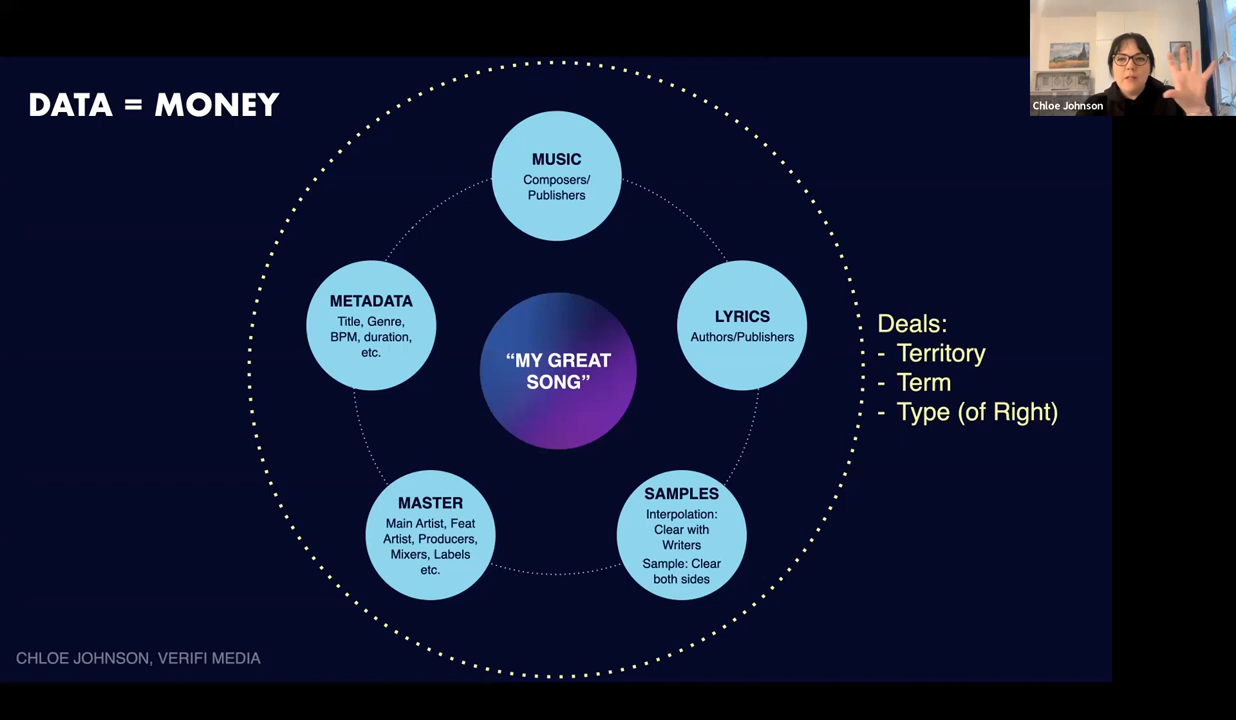 DATA = MONEY
Chloe Johnson
MUSIC
Composers/
Publishers
METADATA
Title, Genre,
BPM, duration,
etc.
LYRICS
Authors/Publishers
"MY GREAT
SONG"
Deals:
- Territory
- Term
- Type (of Right)
MASTER
Main Artist, Feat
Artist, Producers,
Mixers, Labels
etc.
SAMPLES
Interpolation:
Clear with
Writers
Sample: Clear
both sides
CHLOE JOHNSON, VERIFI MEDIA